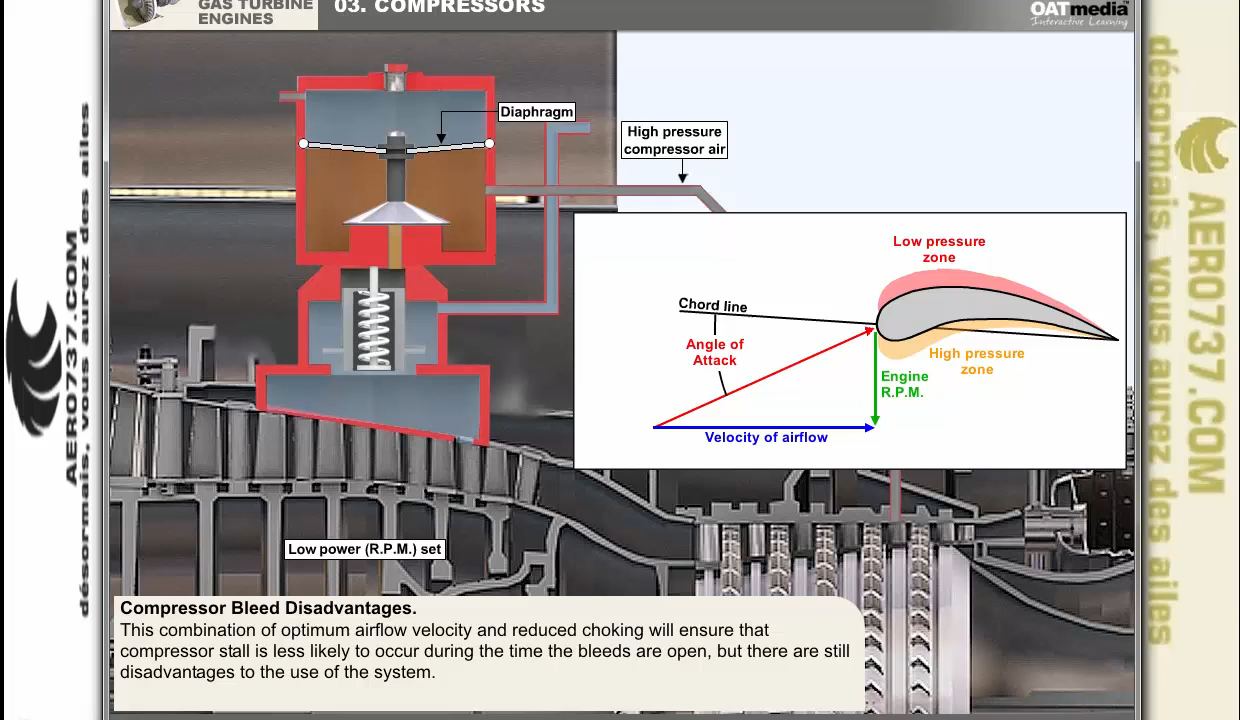 GAS TURBINE
ENGINES
03. COMPRESSORS
OATmedia™
Interactive Learning
Diaphragm
High pressure
compressor air
Low pressure
zone
Chord line
Angle of
Attack
High pressure
zone
Engine
R.P.M.
Velocity of airflow
Low power (R.P.M.) set
Compressor Bleed Disadvantages.
This combination of optimum airflow velocity and reduced choking will ensure that
compressor stall is less likely to occur during the time the bleeds are open, but there are still
disadvantages to the use of the system.
AERO737.COM
désormais, vous aurez des ailes
AERO737.COM
désormais, vous aurez des ailes